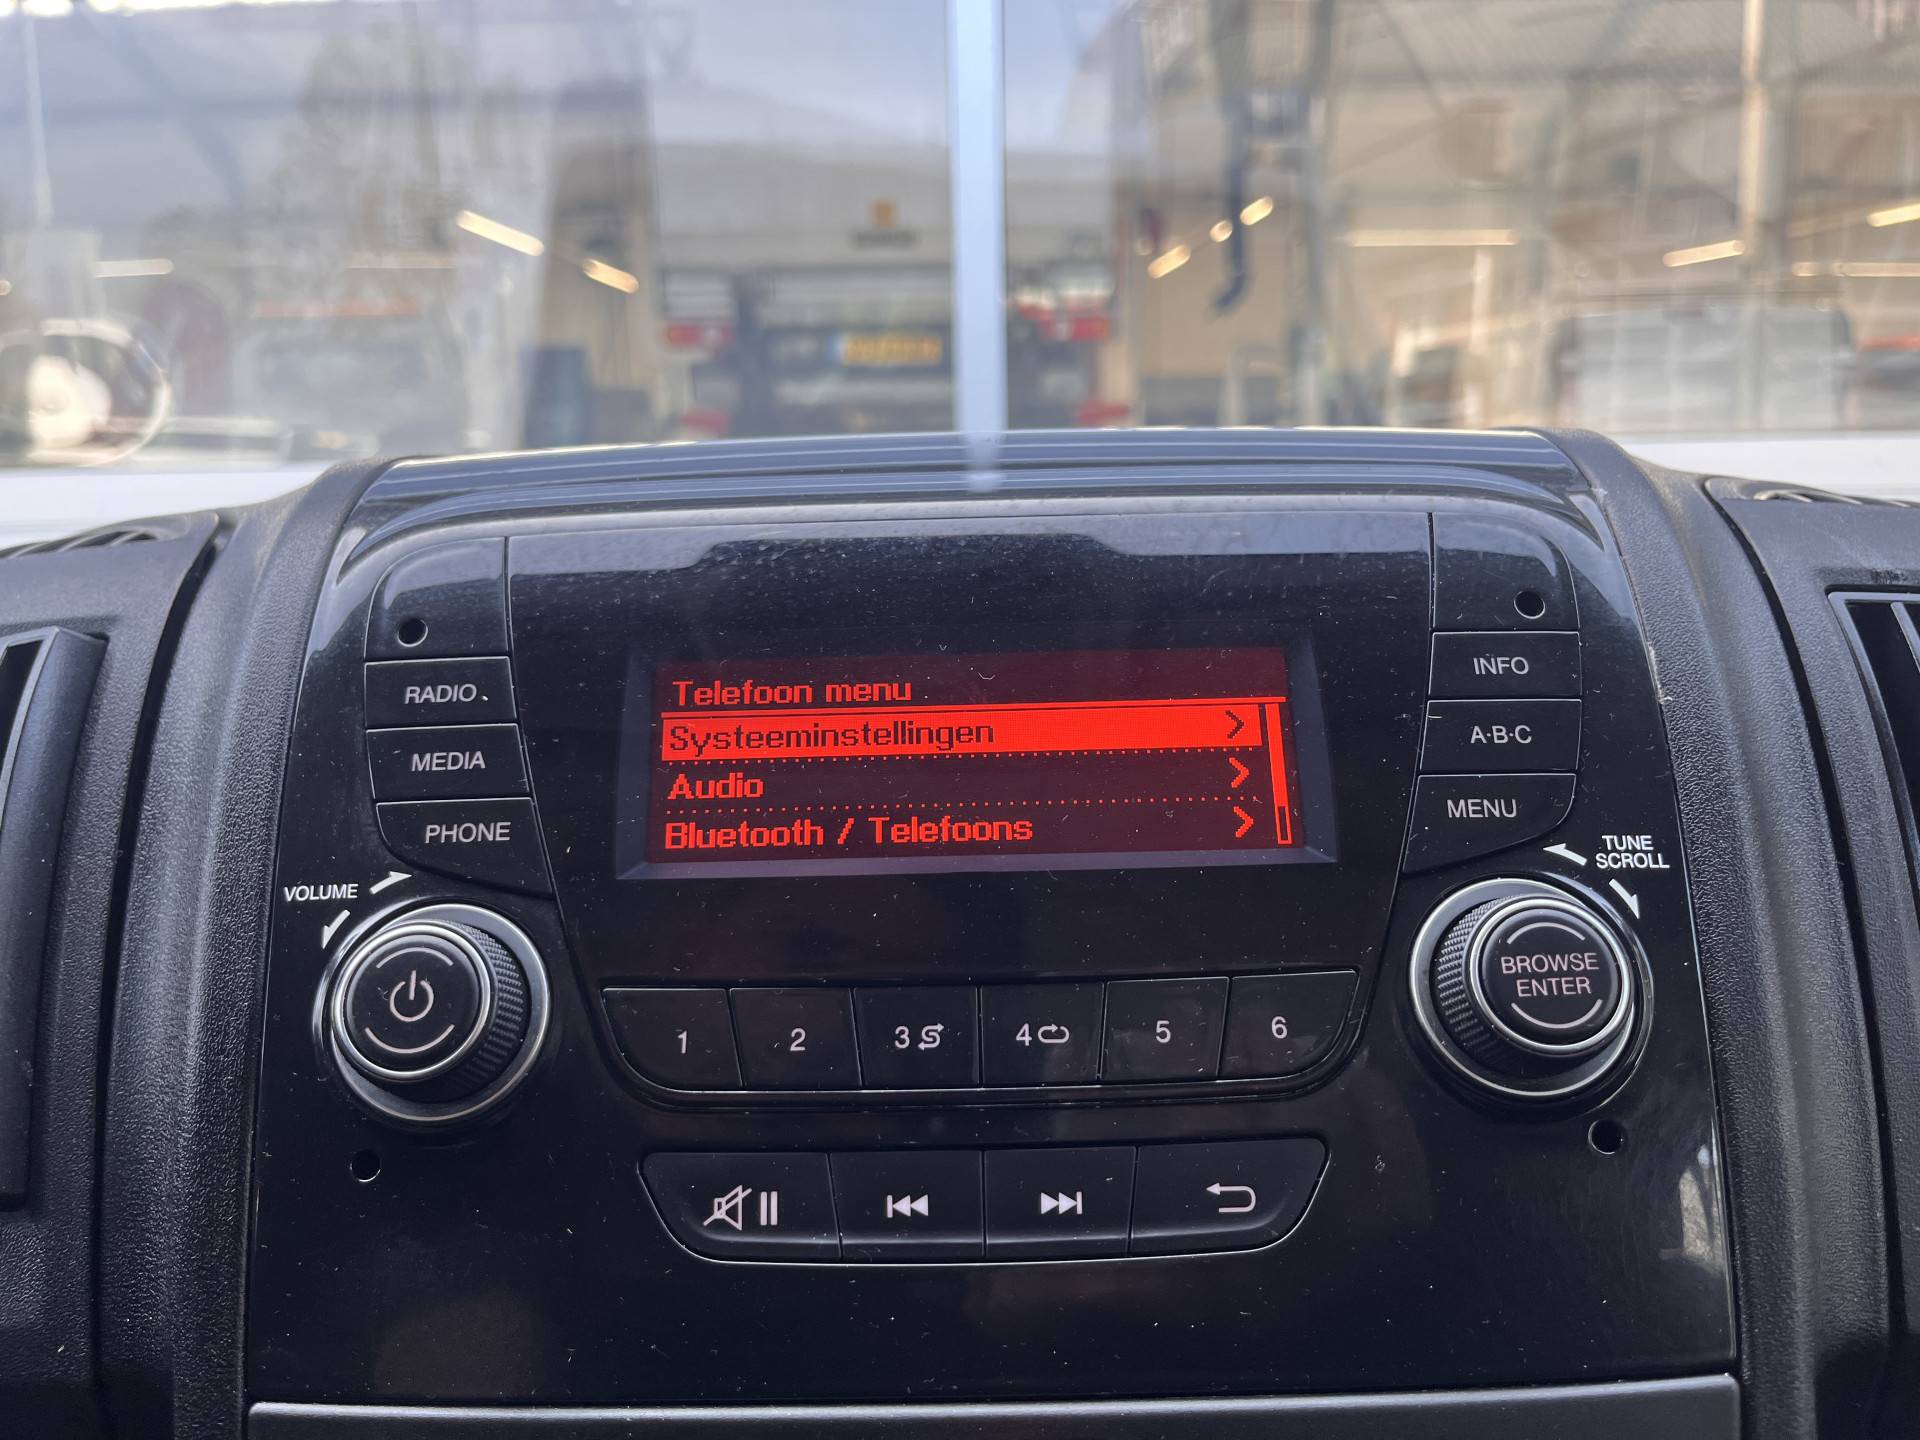 RADIO
MEDIA
PHONE
VOLUME
Telefoon menu
Systeeminstellingen
Audio
Bluetooth / Telefoons
INFO
A·B·C
MENU
TUNE
SCROLL
BROWSE
ENTER
1
2
3
4
5
6